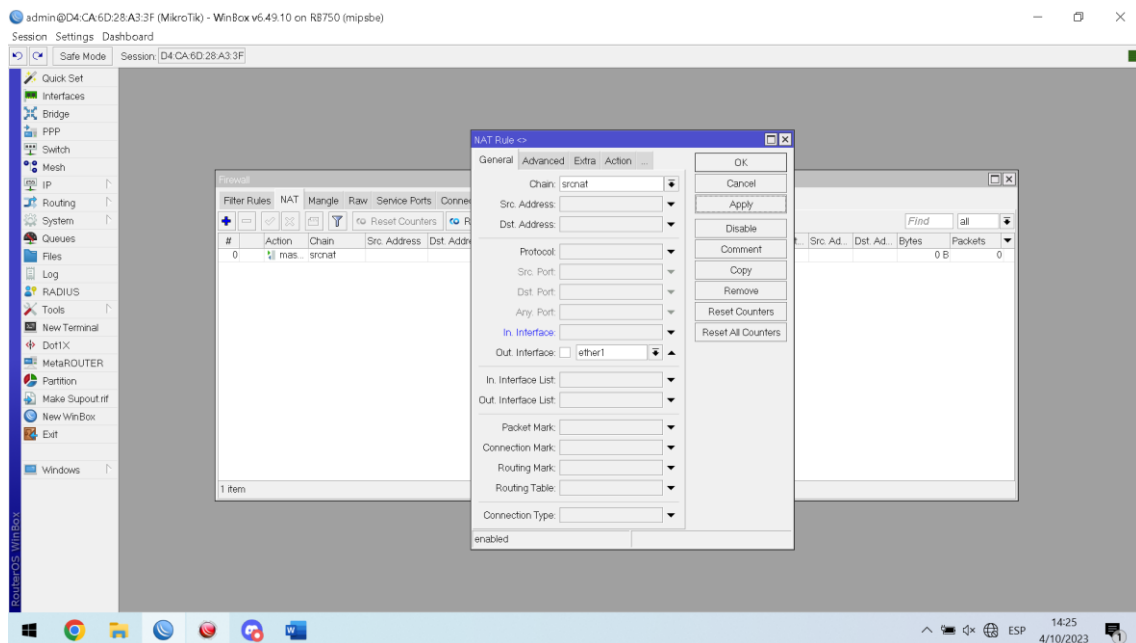 admin@D4:CA:6D:28:A3:3F (MikroTik) - WinBox v6.49.10 on RB750 (mipsbe)
Session Settings Dashboard
Safe Mode Session: D4:CA:6D:28:A3:3F
Quick Set
Interfaces
Bridge
PPP
Switch
Mesh
IP
Routing
System
Queues
Files
Log
RADIUS
Tools
New Terminal
Dot1X
MetaROUTER
Partition
Make Supout.rif
New WinBox
Exit
Windows
RouterOS WinBox
Firewall
Filter Rules NAT Mangle Raw Service Ports Connec
Reset Counters R
Find all
# Action Chain Src. Address Dst. Addre t... Src. Ad... Dst. Ad... Bytes Packets
0 mas... srcnat 0 B 0
1 item
NAT Rule <>
General Advanced Extra Action ...
Chain: srcnat
Src. Address:
Dst. Address:
Protocol:
Src. Port:
Dst. Port:
Any. Port:
In. Interface:
Out. Interface: ether1
In. Interface List:
Out. Interface List:
Packet Mark:
Connection Mark:
Routing Mark:
Routing Table:
Connection Type:
enabled
OK
Cancel
Apply
Disable
Comment
Copy
Remove
Reset Counters
Reset All Counters
ESP
14:25
4/10/2023
1